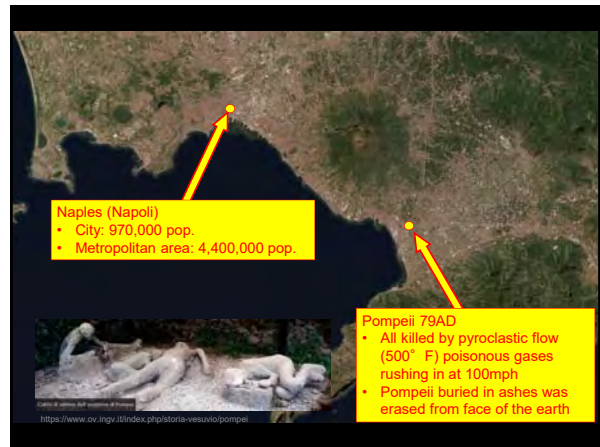 Naples (Napoli)
• City: 970,000 pop.
• Metropolitan area: 4,400,000 pop.
Pompeii 79AD
• All killed by pyroclastic flow
(500° F) poisonous gases
rushing in at 100mph
• Pompeii buried in ashes was
erased from face of the earth
https://www.ov.ingv.it/index.php/storia-vesuvio/pompei